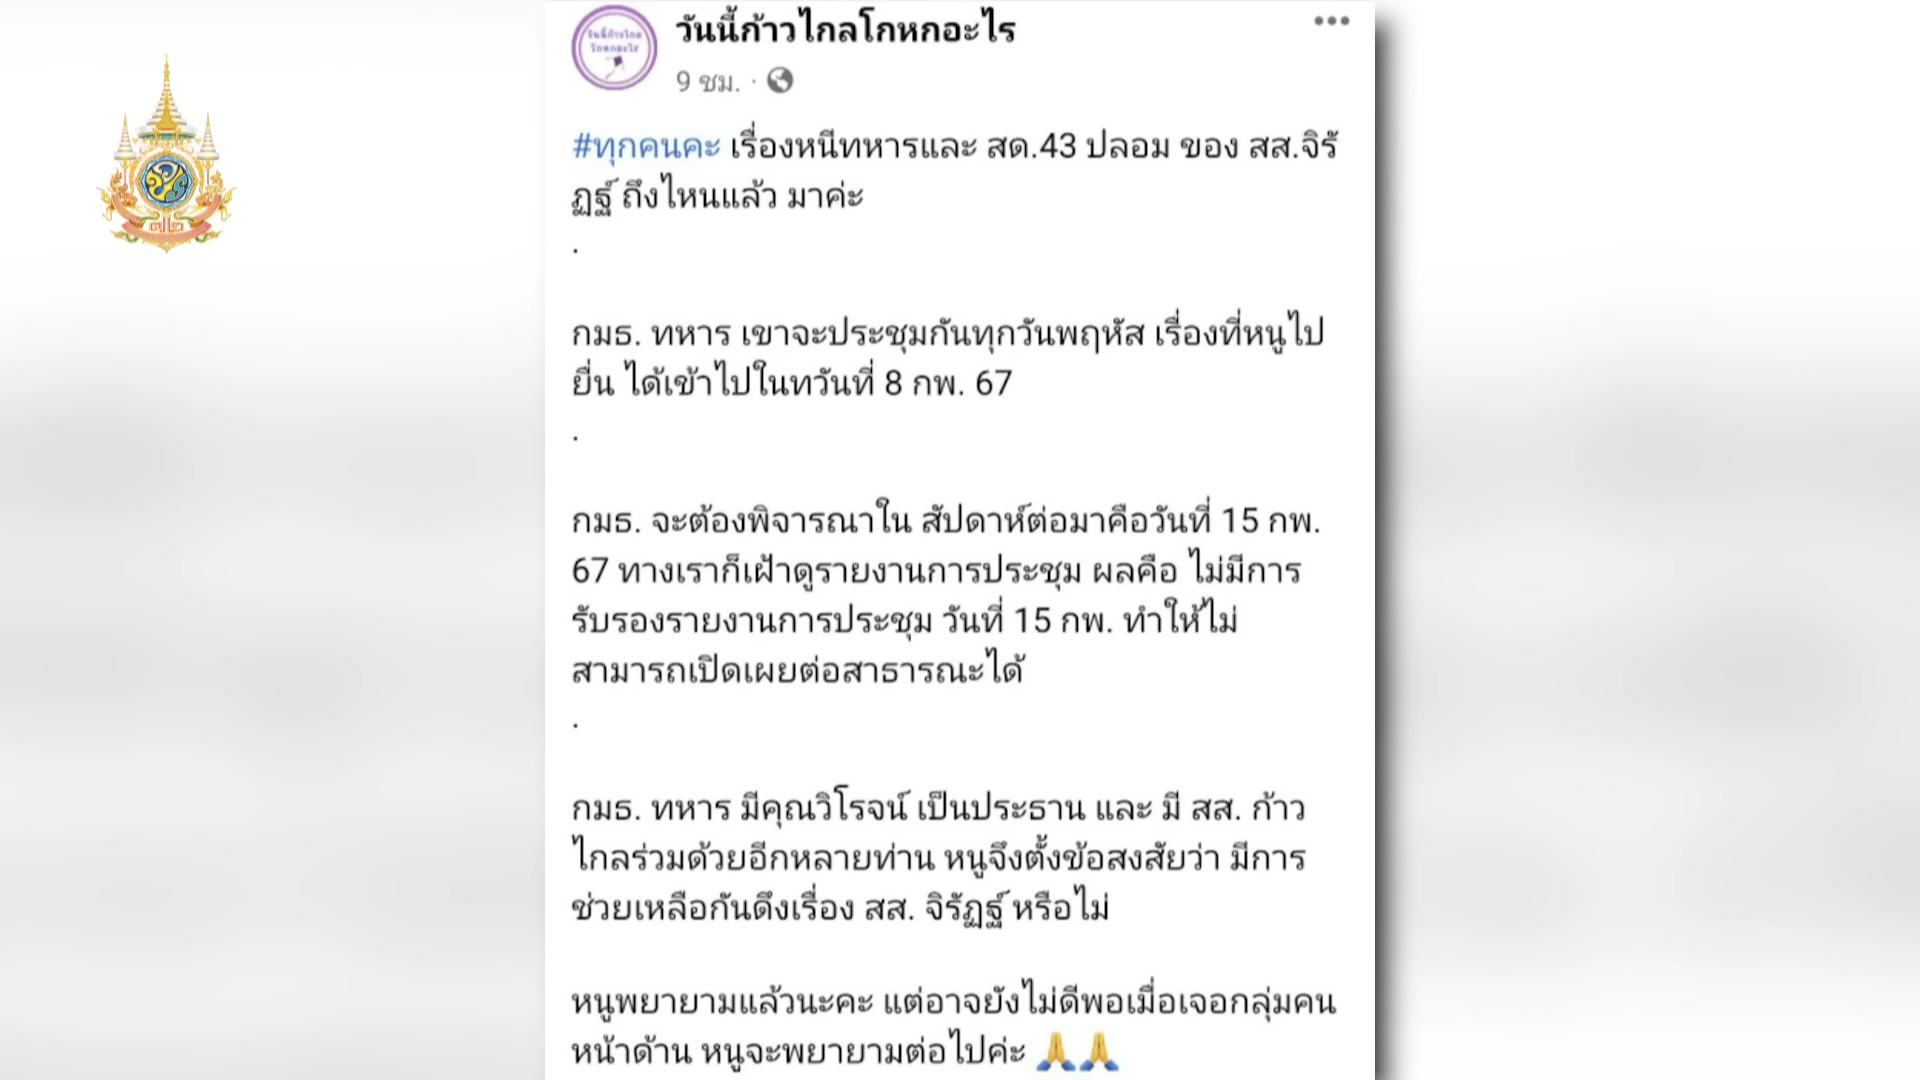 วันนี้ก้าวไกลโกหกอะไร
วันนี้ก้าวไกล
โกหกอะไร
9 ชม. ·
#ทุกคนคะ เรื่องหนีทหารและ สด.43 ปลอม ของ สส.จิรั
ฏฐ์ ถึงไหนแล้ว มาค่ะ
.
กมธ. ทหาร เขาจะประชุมกันทุกวันพฤหัส เรื่องที่หนูไป
ยื่น ได้เข้าไปในทวันที่ 8 กพ. 67
.
กมธ. จะต้องพิจารณาใน สัปดาห์ต่อมาคือวันที่ 15 กพ.
67 ทางเราก็เฝ้าดูรายงานการประชุม ผลคือ ไม่มีการ
รับรองรายงานการประชุม วันที่ 15 กพ. ทำให้ไม่
สามารถเปิดเผยต่อสาธารณะได้
.
กมธ. ทหาร มีคุณวิโรจน์ เป็นประธาน และ มี สส. ก้าว
ไกลร่วมด้วยอีกหลายท่าน หนูจึงตั้งข้อสงสัยว่า มีการ
ช่วยเหลือกันดึงเรื่อง สส. จิรัฏฐ์ หรือไม่
หนูพยายามแล้วนะคะ แต่อาจยังไม่ดีพอเมื่อเจอกลุ่มคน
หน้าด้าน หนูจะพยายามต่อไปค่ะ 🙏🙏
๗๒